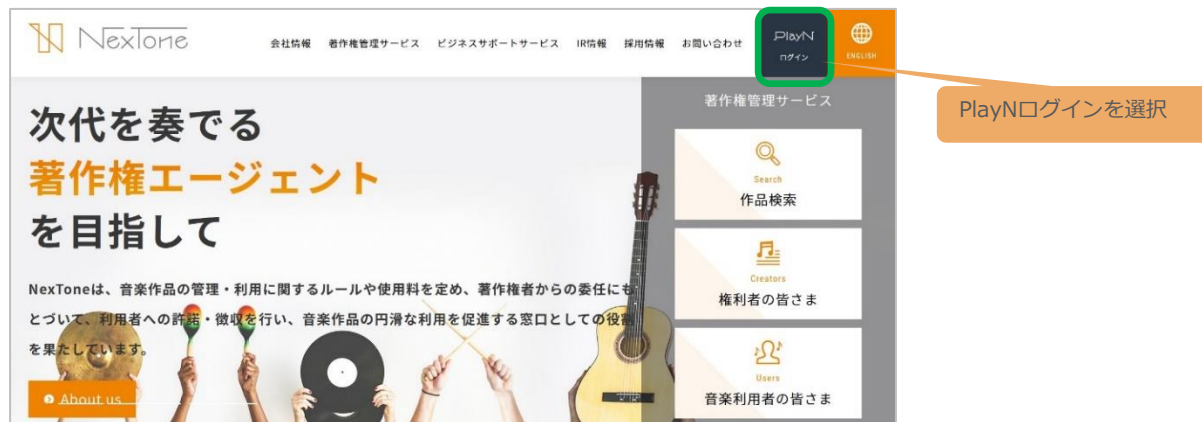 NexTone
会社情報 著作権管理サービス ビジネスサポートサービス IR情報 採用情報 お問い合わせ
PlayN
ログイン
ENGLISH
PlayNログインを選択
次代を奏でる
著作権エージェント
を目指して
NexToneは、音楽作品の管理・利用に関するルールや使用料を定め、著作権者からの委任にも
とづいて、利用者への許諾・徴収を行い、音楽作品の円滑な利用を促進する窓口としての役割
を果たしています。
About us
著作権管理サービス
Search
作品検索
Creators
権利者の皆さま
Users
音楽利用者の皆さま